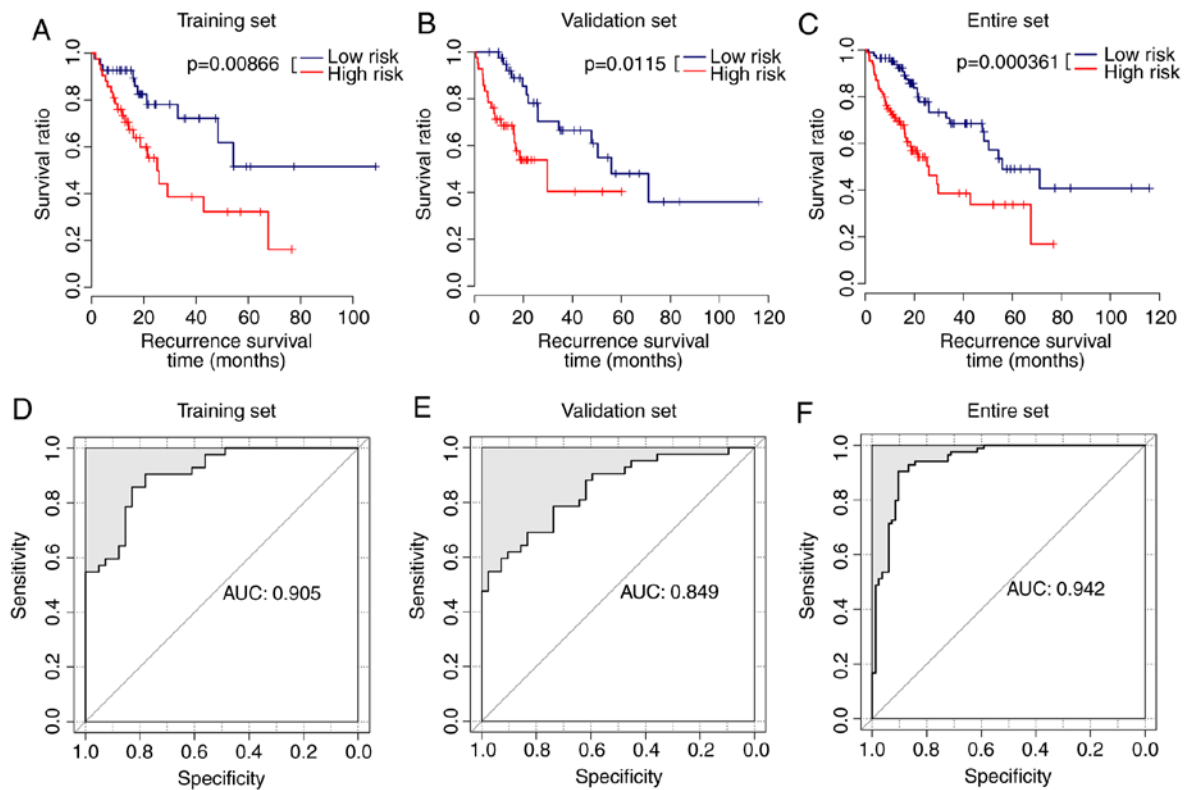 A
Training set
p=0.00866
Low risk
High risk
Survival ratio
1.0
0.8
0.6
0.4
0.2
0.0
0 20 40 60 80 100
Recurrence survival
time (months)
B
Validation set
p=0.0115
Low risk
High risk
Survival ratio
1.0
0.8
0.6
0.4
0.2
0.0
0 20 40 60 80 100 120
Recurrence survival
time (months)
C
Entire set
p=0.000361
Low risk
High risk
Survival ratio
1.0
0.8
0.6
0.4
0.2
0.0
0 20 40 60 80 100 120
Recurrence survival
time (months)
D
Training set
Sensitivity
1.0
0.8
0.6
0.4
0.2
0.0
AUC: 0.905
1.0 0.8 0.6 0.4 0.2 0.0
Specificity
E
Validation set
Sensitivity
1.0
0.8
0.6
0.4
0.2
0.0
AUC: 0.849
1.0 0.8 0.6 0.4 0.2 0.0
Specificity
F
Entire set
Sensitivity
1.0
0.8
0.6
0.4
0.2
0.0
AUC: 0.942
1.0 0.8 0.6 0.4 0.2 0.0
Specificity